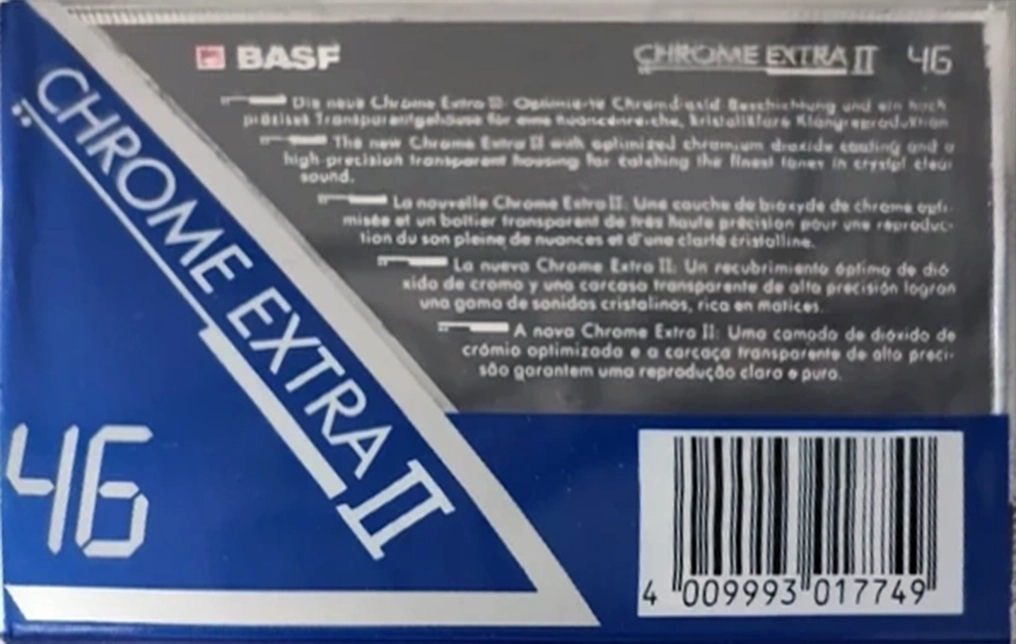 BASF
CHROME EXTRA II 46
Die neue Chrome Extra II: Optimierte Chromdioxid Beschichtung und ein hoch
präzises Transparentgehäuse für eine nuancenreiche, kristallklare Klangreproduktion
The new Chrome Extra II with optimized chromium dioxide coating and a
high-precision transparent housing for catching the finest tones in crystal clear
sound.
La nouvelle Chrome Extra II: Une couche de bioxyde de chrome opti-
misée et un boîtier transparent de très haute précision pour une reproduc-
tion du son pleine de nuances et d'une clarté cristalline.
La nueva Chrome Extra II: Un recubrimiento óptimo de dió
xido de cromo y una carcasa transparente de alta precisión logran
una gama de sonidos cristalinos, rica en matices.
A nova Chrome Extra II: Uma camada de dióxido de
crómio optimizada e a carcaça transparente de alta preci-
são garantem uma reprodução clara e pura.
CHROME EXTRA II
46
4 009993 017749